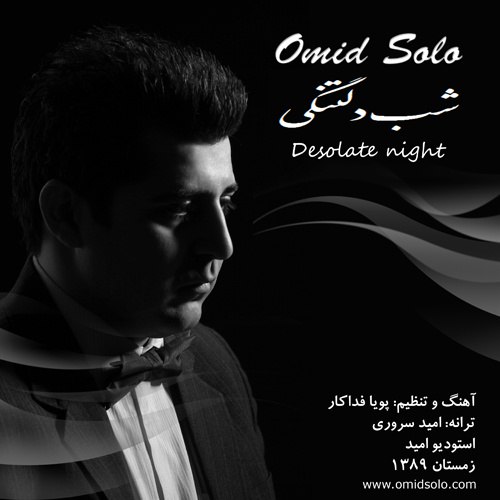 Omid Solo
شب دلتنگی
Desolate night
آهنگ و تنظیم: پویا فداکار
ترانه: امید سروری
استودیو امید
زمستان ۱۳۸۹
www.omidsolo.com